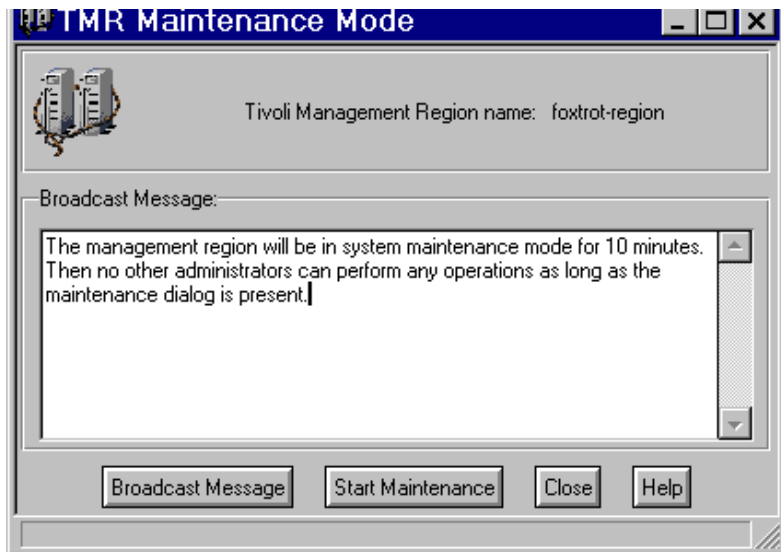 TMR Maintenance Mode
Tivoli Management Region name: foxtrot-region
Broadcast Message:
The management region will be in system maintenance mode for 10 minutes.
Then no other administrators can perform any operations as long as the
maintenance dialog is present.
Broadcast Message Start Maintenance Close Help